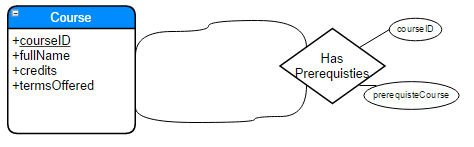 Course
+courseID
+fullName
+credits
+termsOffered
Has
Prerequisties
courseID
prerequisteCourse